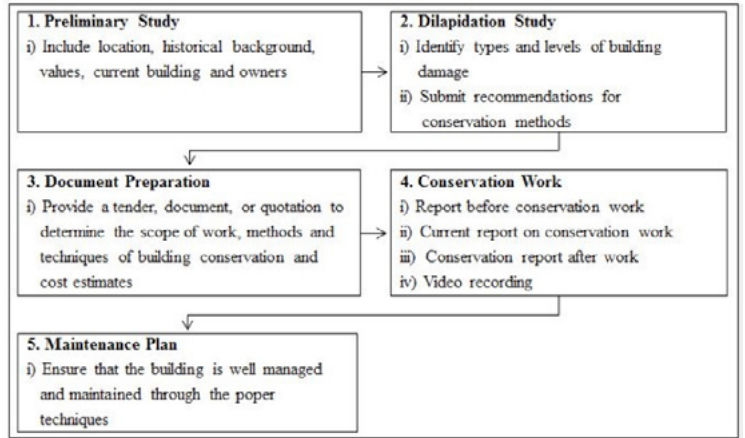 1. Preliminary Study
i) Include location, historical background,
values, current building and owners
2. Dilapidation Study
i) Identify types and levels of building
damage
ii) Submit recommendations for
conservation methods
3. Document Preparation
i) Provide a tender, document, or quotation to
determine the scope of work, methods and
techniques of building conservation and
cost estimates
4. Conservation Work
i) Report before conservation work
ii) Current report on conservation work
iii) Conservation report after work
iv) Video recording
5. Maintenance Plan
i) Ensure that the building is well managed
and maintained through the poper
techniques